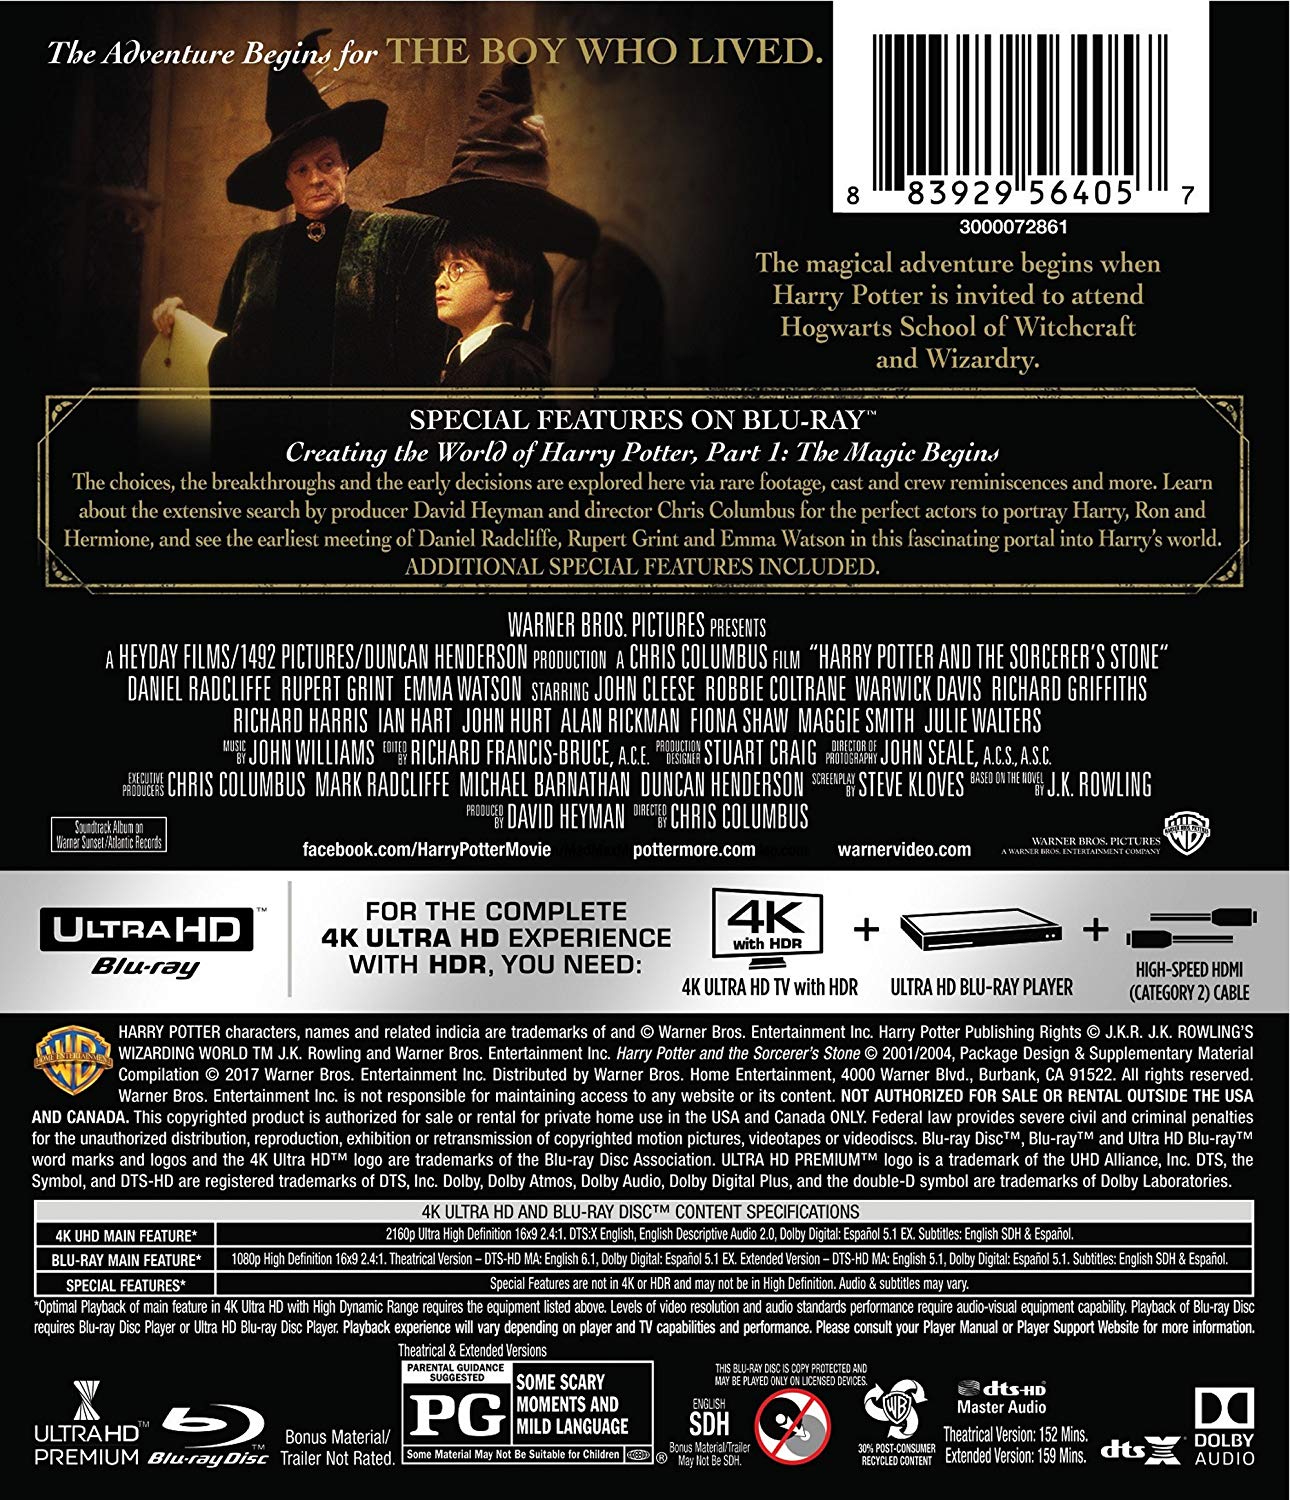 The Adventure Begins for THE BOY WHO LIVED.
8 83929 56405 7
3000072861
The magical adventure begins when
Harry Potter is invited to attend
Hogwarts School of Witchcraft
and Wizardry.
SPECIAL FEATURES ON BLU-RAY™
Creating the World of Harry Potter, Part 1: The Magic Begins
The choices, the breakthroughs and the early decisions are explored here via rare footage, cast and crew reminiscences and more. Learn
about the extensive search by producer David Heyman and director Chris Columbus for the perfect actors to portray Harry, Ron and
Hermione, and see the earliest meeting of Daniel Radcliffe, Rupert Grint and Emma Watson in this fascinating portal into Harry's world.
ADDITIONAL SPECIAL FEATURES INCLUDED.
WARNER BROS. PICTURES PRESENTS
A HEYDAY FILMS/1492 PICTURES/DUNCAN HENDERSON PRODUCTION A CHRIS COLUMBUS FILM "HARRY POTTER AND THE SORCERER'S STONE"
DANIEL RADCLIFFE RUPERT GRINT EMMA WATSON STARRING JOHN CLEESE ROBBIE COLTRANE WARWICK DAVIS RICHARD GRIFFITHS
RICHARD HARRIS IAN HART JOHN HURT ALAN RICKMAN FIONA SHAW MAGGIE SMITH JULIE WALTERS
MUSIC BY JOHN WILLIAMS EDITED BY RICHARD FRANCIS-BRUCE, A.C.E. PRODUCTION DESIGNER STUART CRAIG DIRECTOR OF PHOTOGRAPHY JOHN SEALE, A.C.S., A.S.C.
EXECUTIVE PRODUCERS CHRIS COLUMBUS MARK RADCLIFFE MICHAEL BARNATHAN DUNCAN HENDERSON SCREENPLAY BY STEVE KLOVES BASED ON THE NOVEL BY J.K. ROWLING
PRODUCED BY DAVID HEYMAN DIRECTED BY CHRIS COLUMBUS
Soundtrack Album on
Warner Sunset/Atlantic Records
facebook.com/HarryPotterMovie pottermore.com warnervideo.com
WARNER BROS. PICTURES
A WARNER BROS. ENTERTAINMENT COMPANY
ULTRA HD™
Blu-ray
FOR THE COMPLETE
4K ULTRA HD EXPERIENCE
WITH HDR, YOU NEED:
4K
with HDR
4K ULTRA HD TV with HDR
+
ULTRA HD BLU-RAY PLAYER
+
HIGH-SPEED HDMI
(CATEGORY 2) CABLE
WB HOME ENTERTAINMENT
HARRY POTTER characters, names and related indicia are trademarks of and © Warner Bros. Entertainment Inc. Harry Potter Publishing Rights © J.K.R. J.K. ROWLING'S
WIZARDING WORLD TM J.K. Rowling and Warner Bros. Entertainment Inc. Harry Potter and the Sorcerer's Stone © 2001/2004, Package Design & Supplementary Material
Compilation © 2017 Warner Bros. Entertainment Inc. Distributed by Warner Bros. Home Entertainment, 4000 Warner Blvd., Burbank, CA 91522. All rights reserved.
Warner Bros. Entertainment Inc. is not responsible for maintaining access to any website or its content. NOT AUTHORIZED FOR SALE OR RENTAL OUTSIDE THE USA
AND CANADA. This copyrighted product is authorized for sale or rental for private home use in the USA and Canada ONLY. Federal law provides severe civil and criminal penalties
for the unauthorized distribution, reproduction, exhibition or retransmission of copyrighted motion pictures, videotapes or videodiscs. Blu-ray Disc™, Blu-ray™ and Ultra HD Blu-ray™
word marks and logos and the 4K Ultra HD™ logo are trademarks of the Blu-ray Disc Association. ULTRA HD PREMIUM™ logo is a trademark of the UHD Alliance, Inc. DTS, the
Symbol, and DTS-HD are registered trademarks of DTS, Inc. Dolby, Dolby Atmos, Dolby Audio, Dolby Digital Plus, and the double-D symbol are trademarks of Dolby Laboratories.
4K ULTRA HD AND BLU-RAY DISC™ CONTENT SPECIFICATIONS
4K UHD MAIN FEATURE* 2160p Ultra High Definition 16x9 2.4:1. DTS:X English, English Descriptive Audio 2.0, Dolby Digital: Español 5.1 EX. Subtitles: English SDH & Español.
BLU-RAY MAIN FEATURE* 1080p High Definition 16x9 2.4:1. Theatrical Version – DTS-HD MA: English 6.1, Dolby Digital: Español 5.1 EX. Extended Version – DTS-HD MA: English 5.1, Dolby Digital: Español 5.1. Subtitles: English SDH & Español.
SPECIAL FEATURES* Special Features are not in 4K or HDR and may not be in High Definition. Audio & subtitles may vary.
*Optimal Playback of main feature in 4K Ultra HD with High Dynamic Range requires the equipment listed above. Levels of video resolution and audio standards performance require audio-visual equipment capability. Playback of Blu-ray Disc
requires Blu-ray Disc Player or Ultra HD Blu-ray Disc Player. Playback experience will vary depending on player and TV capabilities and performance. Please consult your Player Manual or Player Support Website for more information.
ULTRA HD™
PREMIUM
Blu-ray Disc™
Bonus Material/
Trailer Not Rated.
Theatrical & Extended Versions
PARENTAL GUIDANCE
SUGGESTED
PG
SOME SCARY
MOMENTS AND
MILD LANGUAGE
Some Material May Not Be Suitable for Children ®
THIS BLU-RAY DISC IS COPY PROTECTED AND
MAY BE PLAYED ONLY ON LICENSED DEVICES.
ENGLISH
SDH
Bonus Material/Trailer
May Not Be SDH.
WB
30% POST-CONSUMER
RECYCLED CONTENT
dts-HD
Master Audio
Theatrical Version: 152 Mins.
Extended Version: 159 Mins.
dts X
DOLBY
AUDIO